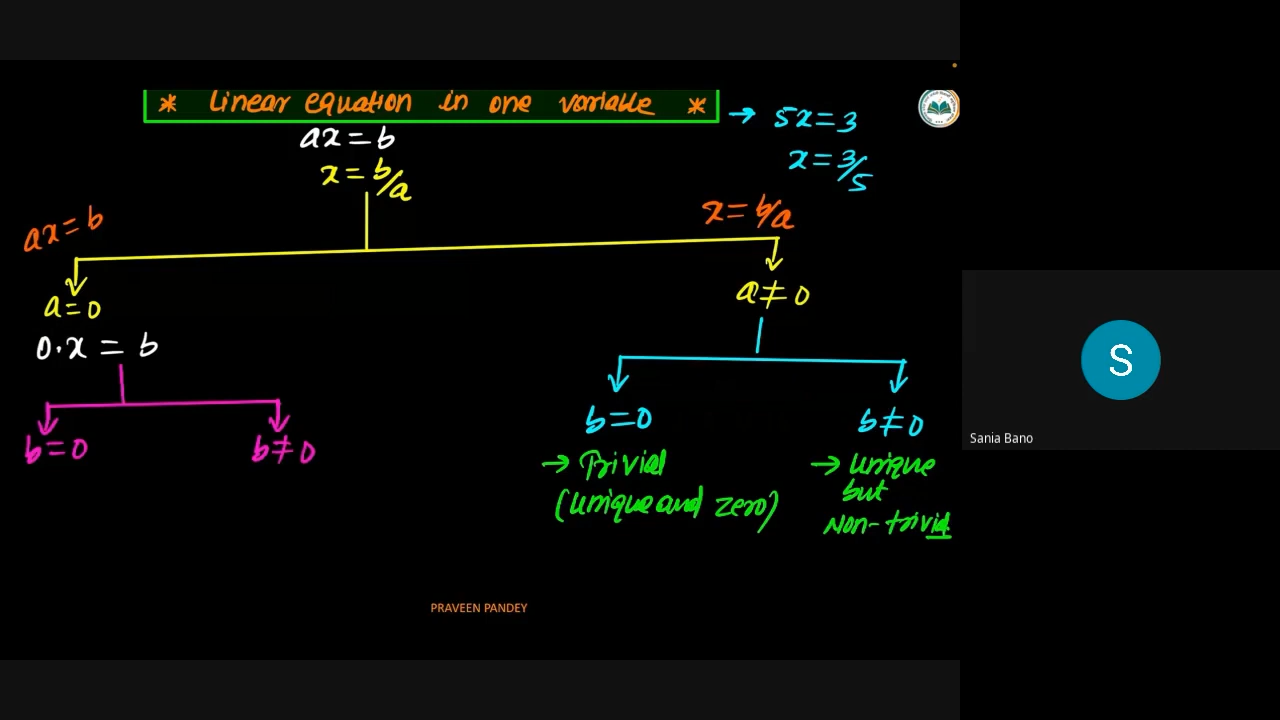 * Linear equation in one variable *
→ 5x=3
ax=b
x=3/5
x=b/a
ax=b
x=b/a
a=0
a≠0
0·x = b
b=0
b≠0
b=0
b≠0
→ Trivial
(unique and zero)
→ unique
but
Non-trivial
S
Sania Bano
PRAVEEN PANDEY